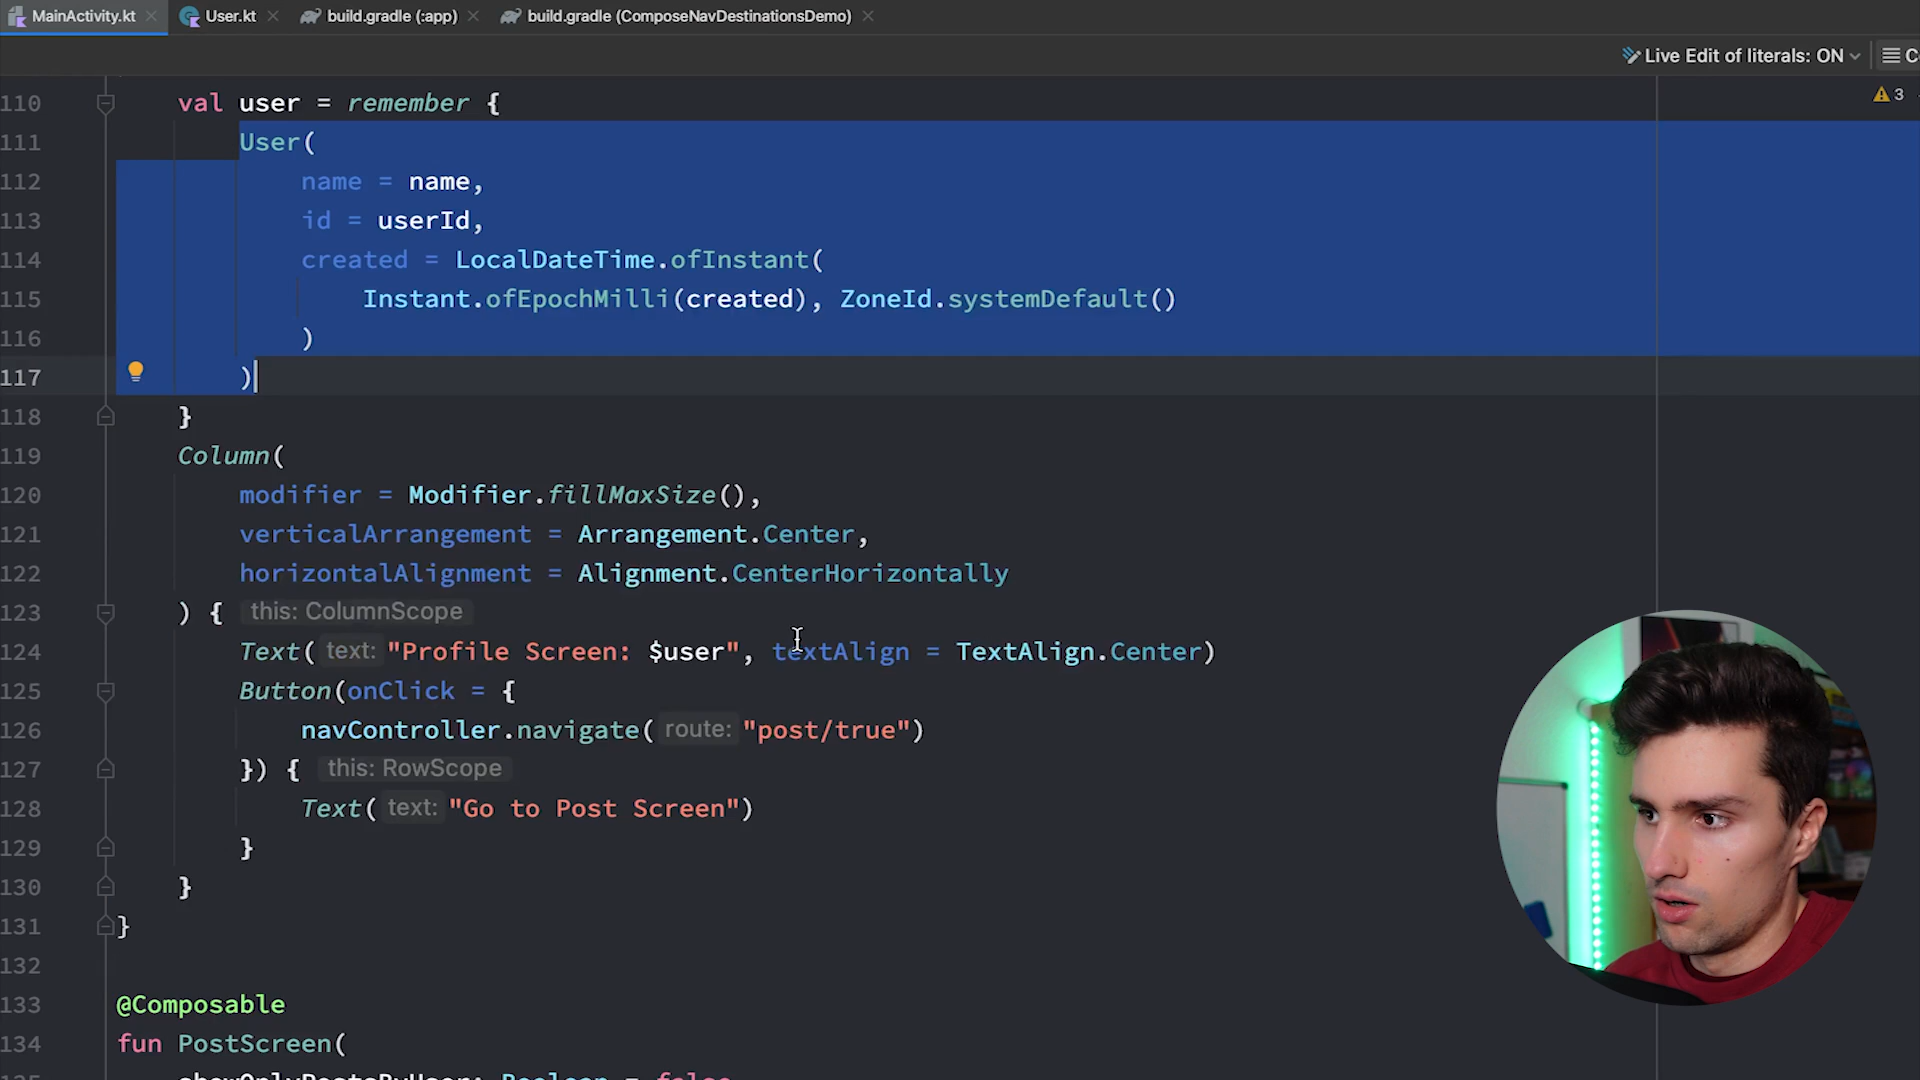 MainActivity.kt
User.kt
build.gradle (:app)
build.gradle (ComposeNavDestinationsDemo)
Live Edit of literals: ON
3
110 val user = remember {
111 User(
112 name = name,
113 id = userId,
114 created = LocalDateTime.ofInstant(
115 Instant.ofEpochMilli(created), ZoneId.systemDefault()
116 )
117 )
118 }
119 Column(
120 modifier = Modifier.fillMaxSize(),
121 verticalArrangement = Arrangement.Center,
122 horizontalAlignment = Alignment.CenterHorizontally
123 ) { this: ColumnScope
124 Text( text: "Profile Screen: $user", textAlign = TextAlign.Center)
125 Button(onClick = {
126 navController.navigate( route: "post/true")
127 }) { this: RowScope
128 Text( text: "Go to Post Screen")
129 }
130 }
131 }
132
133 @Composable
134 fun PostScreen(
showOnlyPostsByUser: Boolean = false